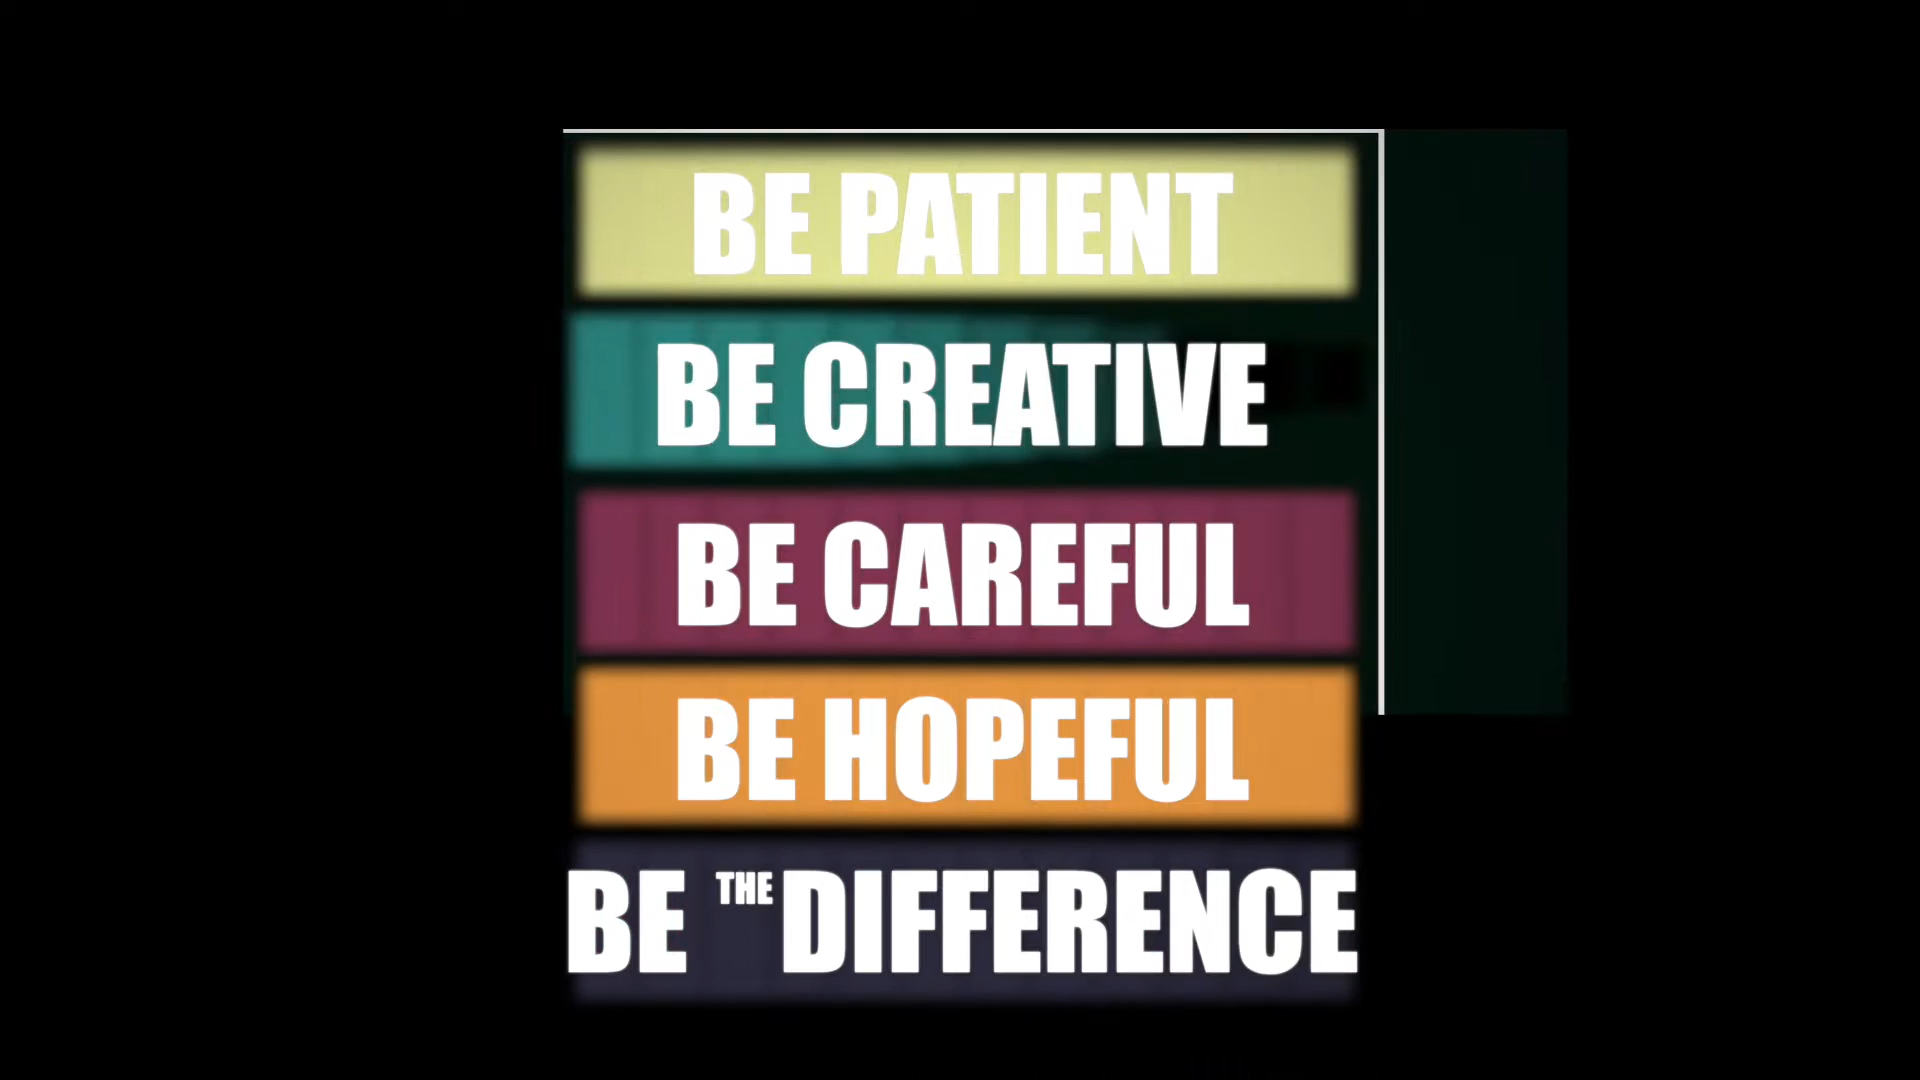 BE PATIENT
BE CREATIVE
BE CAREFUL
BE HOPEFUL
BE THE DIFFERENCE